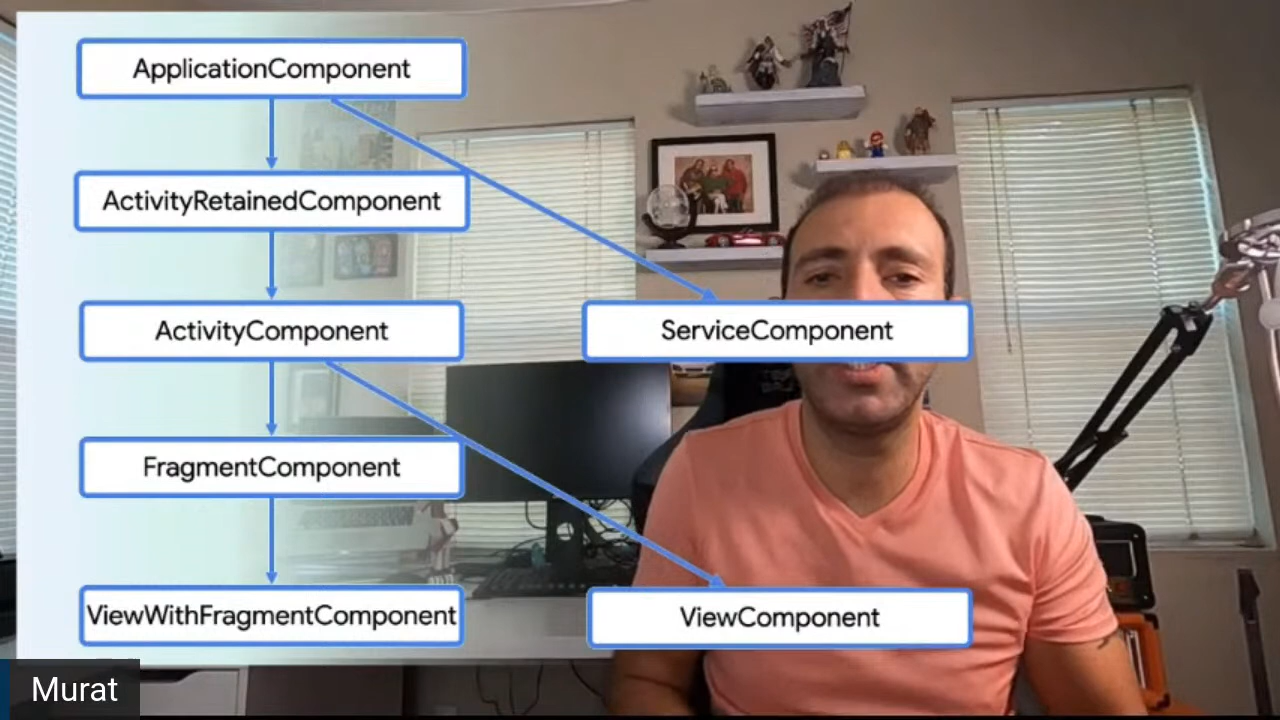 ApplicationComponent
ActivityRetainedComponent
ActivityComponent
ServiceComponent
FragmentComponent
ViewWithFragmentComponent
ViewComponent
Murat